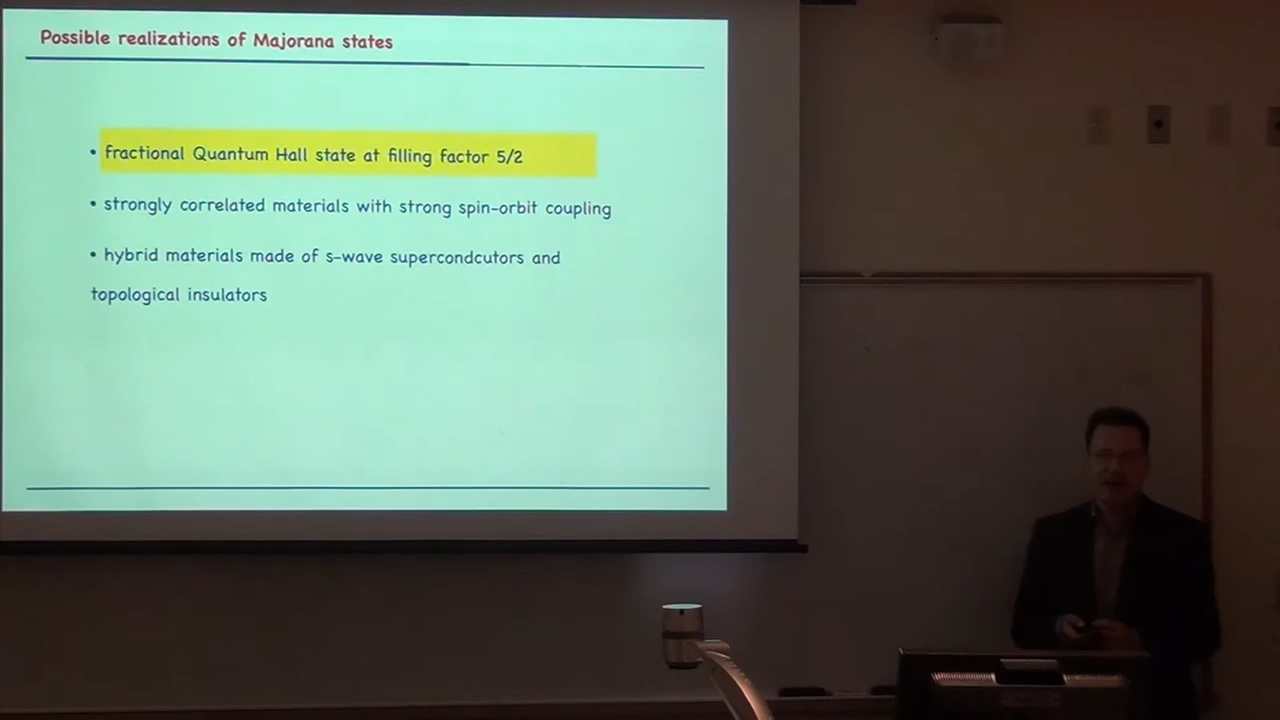 Possible realizations of Majorana states
• fractional Quantum Hall state at filling factor 5/2
• strongly correlated materials with strong spin-orbit coupling
• hybrid materials made of s-wave supercondcutors and
topological insulators